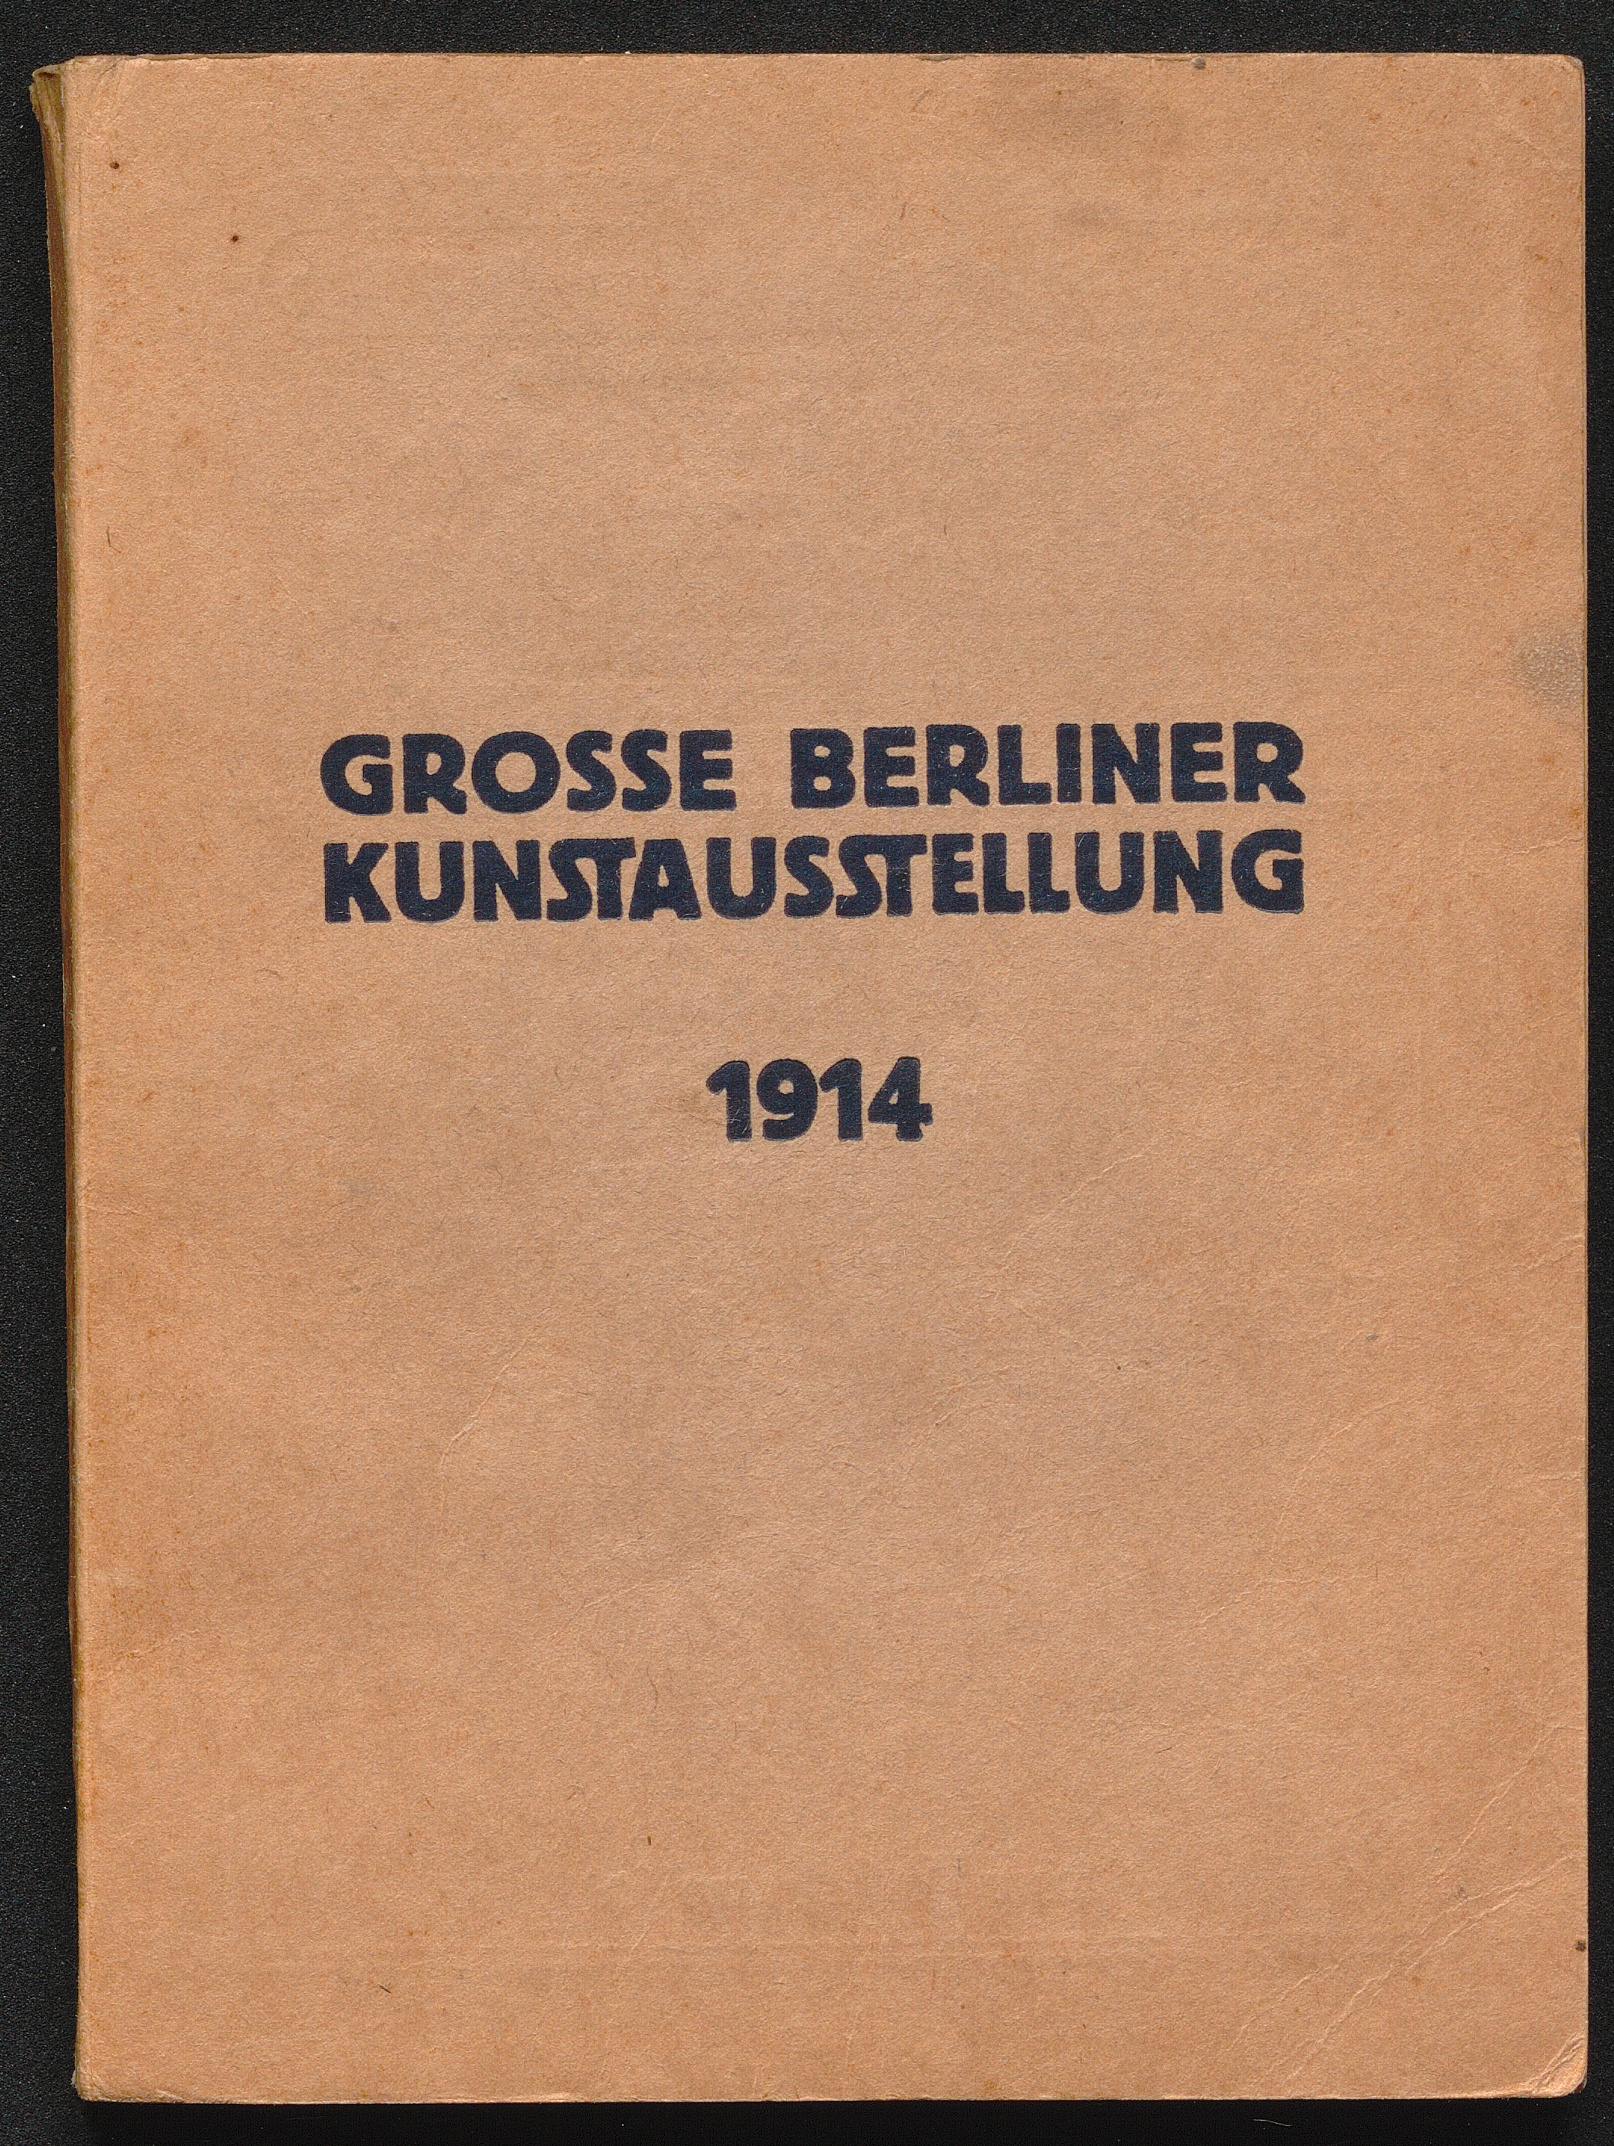 GROSSE BERLINER
KUNSTAUSSTELLUNG
1914